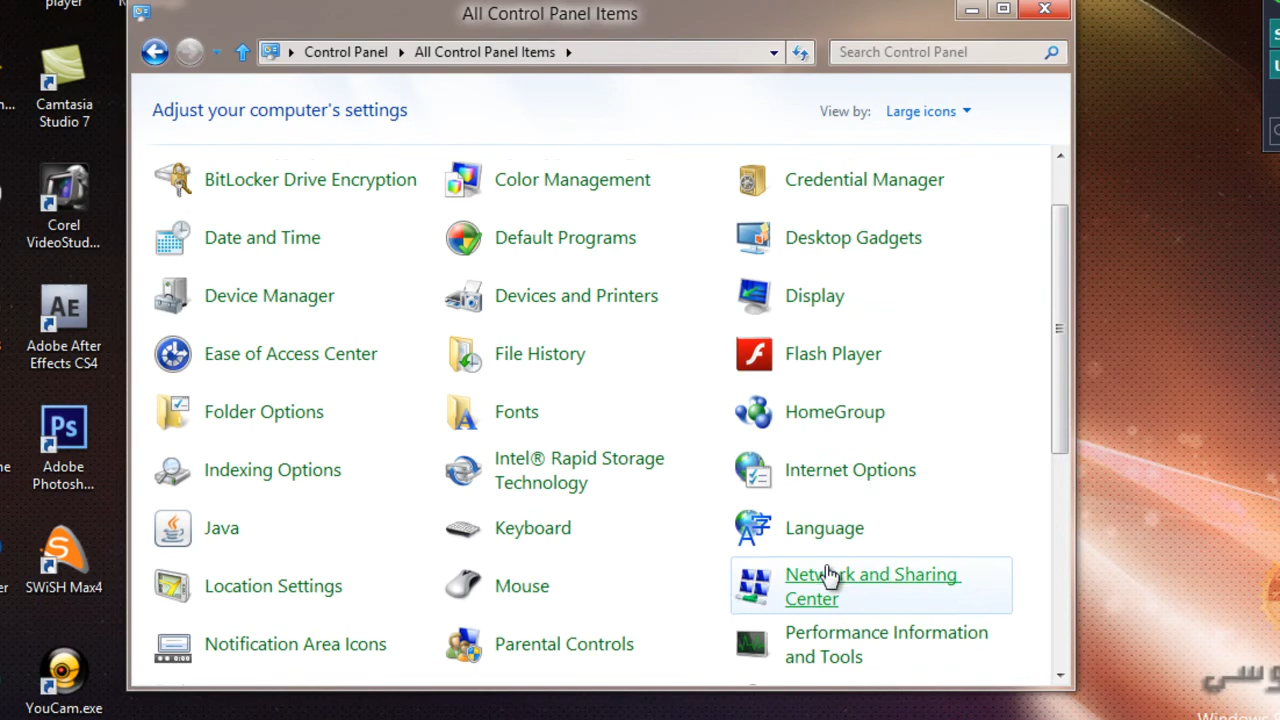 player
All Control Panel Items
Control Panel
All Control Panel Items
Search Control Panel
Adjust your computer's settings
View by:
Large icons
BitLocker Drive Encryption
Color Management
Credential Manager
Date and Time
Default Programs
Desktop Gadgets
Device Manager
Devices and Printers
Display
Ease of Access Center
File History
Flash Player
Folder Options
Fonts
HomeGroup
Indexing Options
Intel® Rapid Storage
Technology
Internet Options
Java
Keyboard
Language
Location Settings
Mouse
Network and Sharing
Center
Notification Area Icons
Parental Controls
Performance Information
and Tools
Camtasia
Studio 7
Corel
VideoStud...
AE
Adobe After
Effects CS4
Ps
Adobe
Photosh...
SWiSH Max4
YouCam.exe